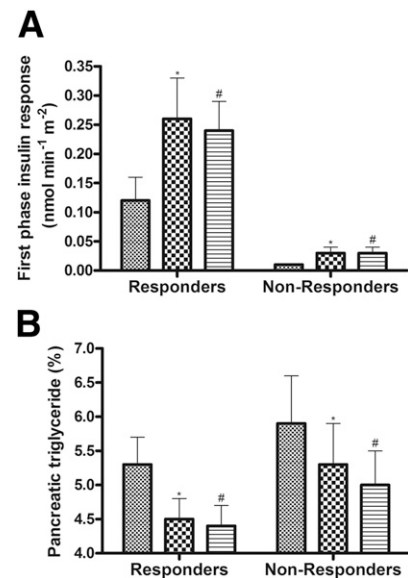 A
First phase insulin response
(nmol min⁻¹ m⁻²)
0.35
0.30
0.25
0.20
0.15
0.10
0.05
0.00
* # * #
Responders Non-Responders
B
Pancreatic triglyceride (%)
7.0
6.5
6.0
5.5
5.0
4.5
4.0
* # * #
Responders Non-Responders